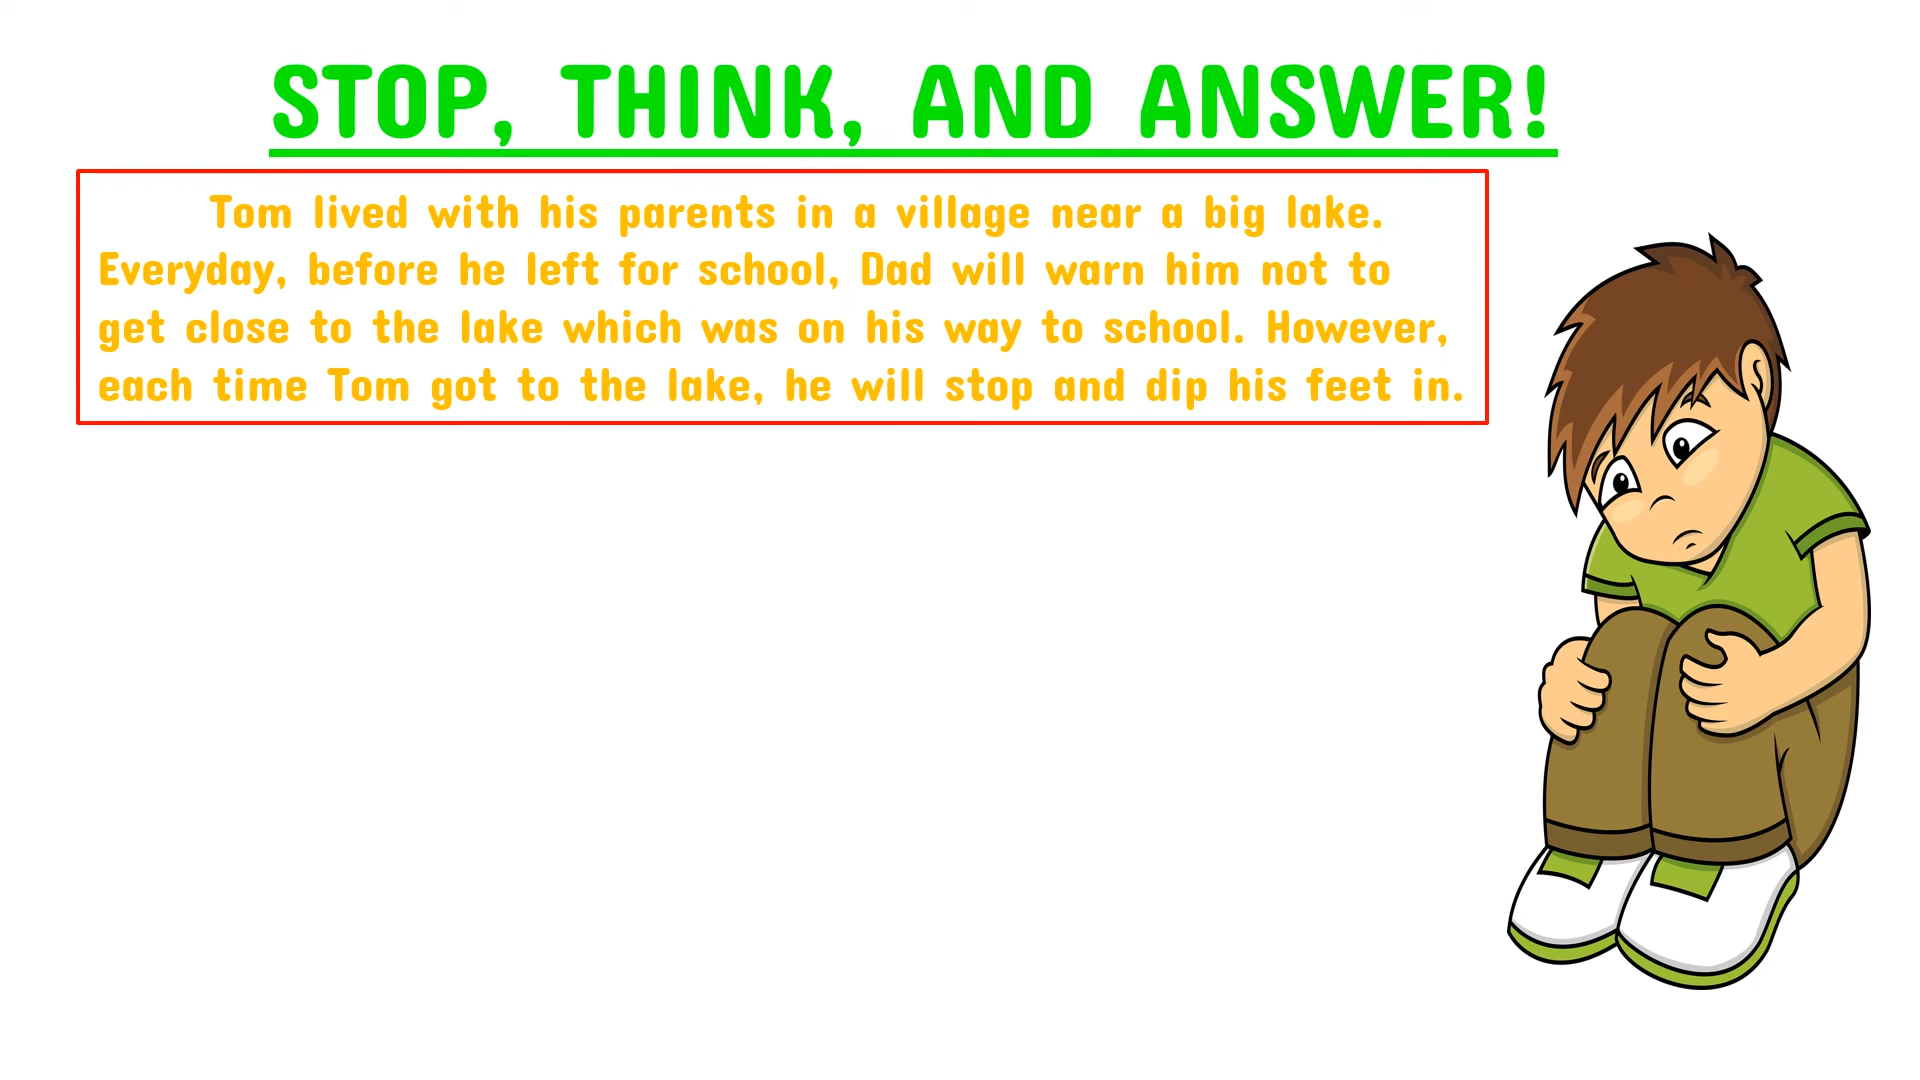 STOP, THINK, AND ANSWER!
Tom lived with his parents in a village near a big lake.
Everyday, before he left for school, Dad will warn him not to
get close to the lake which was on his way to school. However,
each time Tom got to the lake, he will stop and dip his feet in.